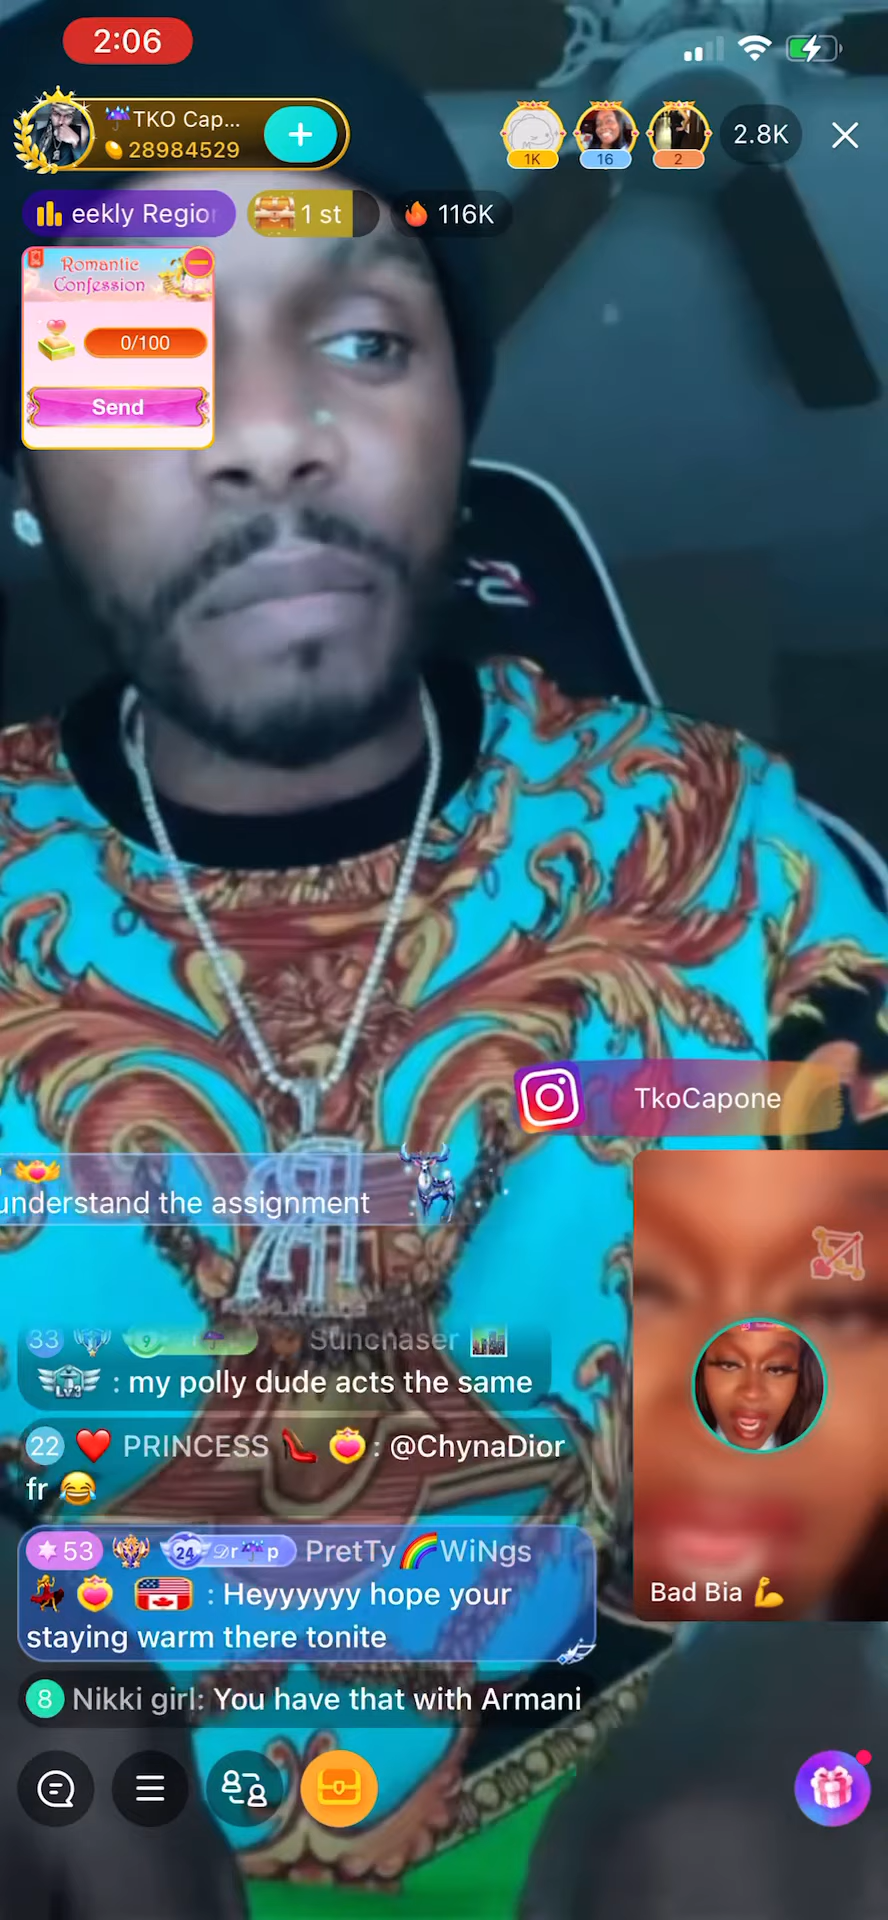 2:06
TKO Cap...
28984529
1K
16
2
2.8K
eekly Region
1 st
116K
Romantic
Confession
0/100
Send
TkoCapone
understand the assignment
33
9
Sunchaser
Lv3 : my polly dude acts the same
22 PRINCESS : @ChynaDior
fr
53 24 Dr p PretTy WiNgs
: Heyyyyyy hope your
staying warm there tonite
8 Nikki girl: You have that with Armani
Bad Bia